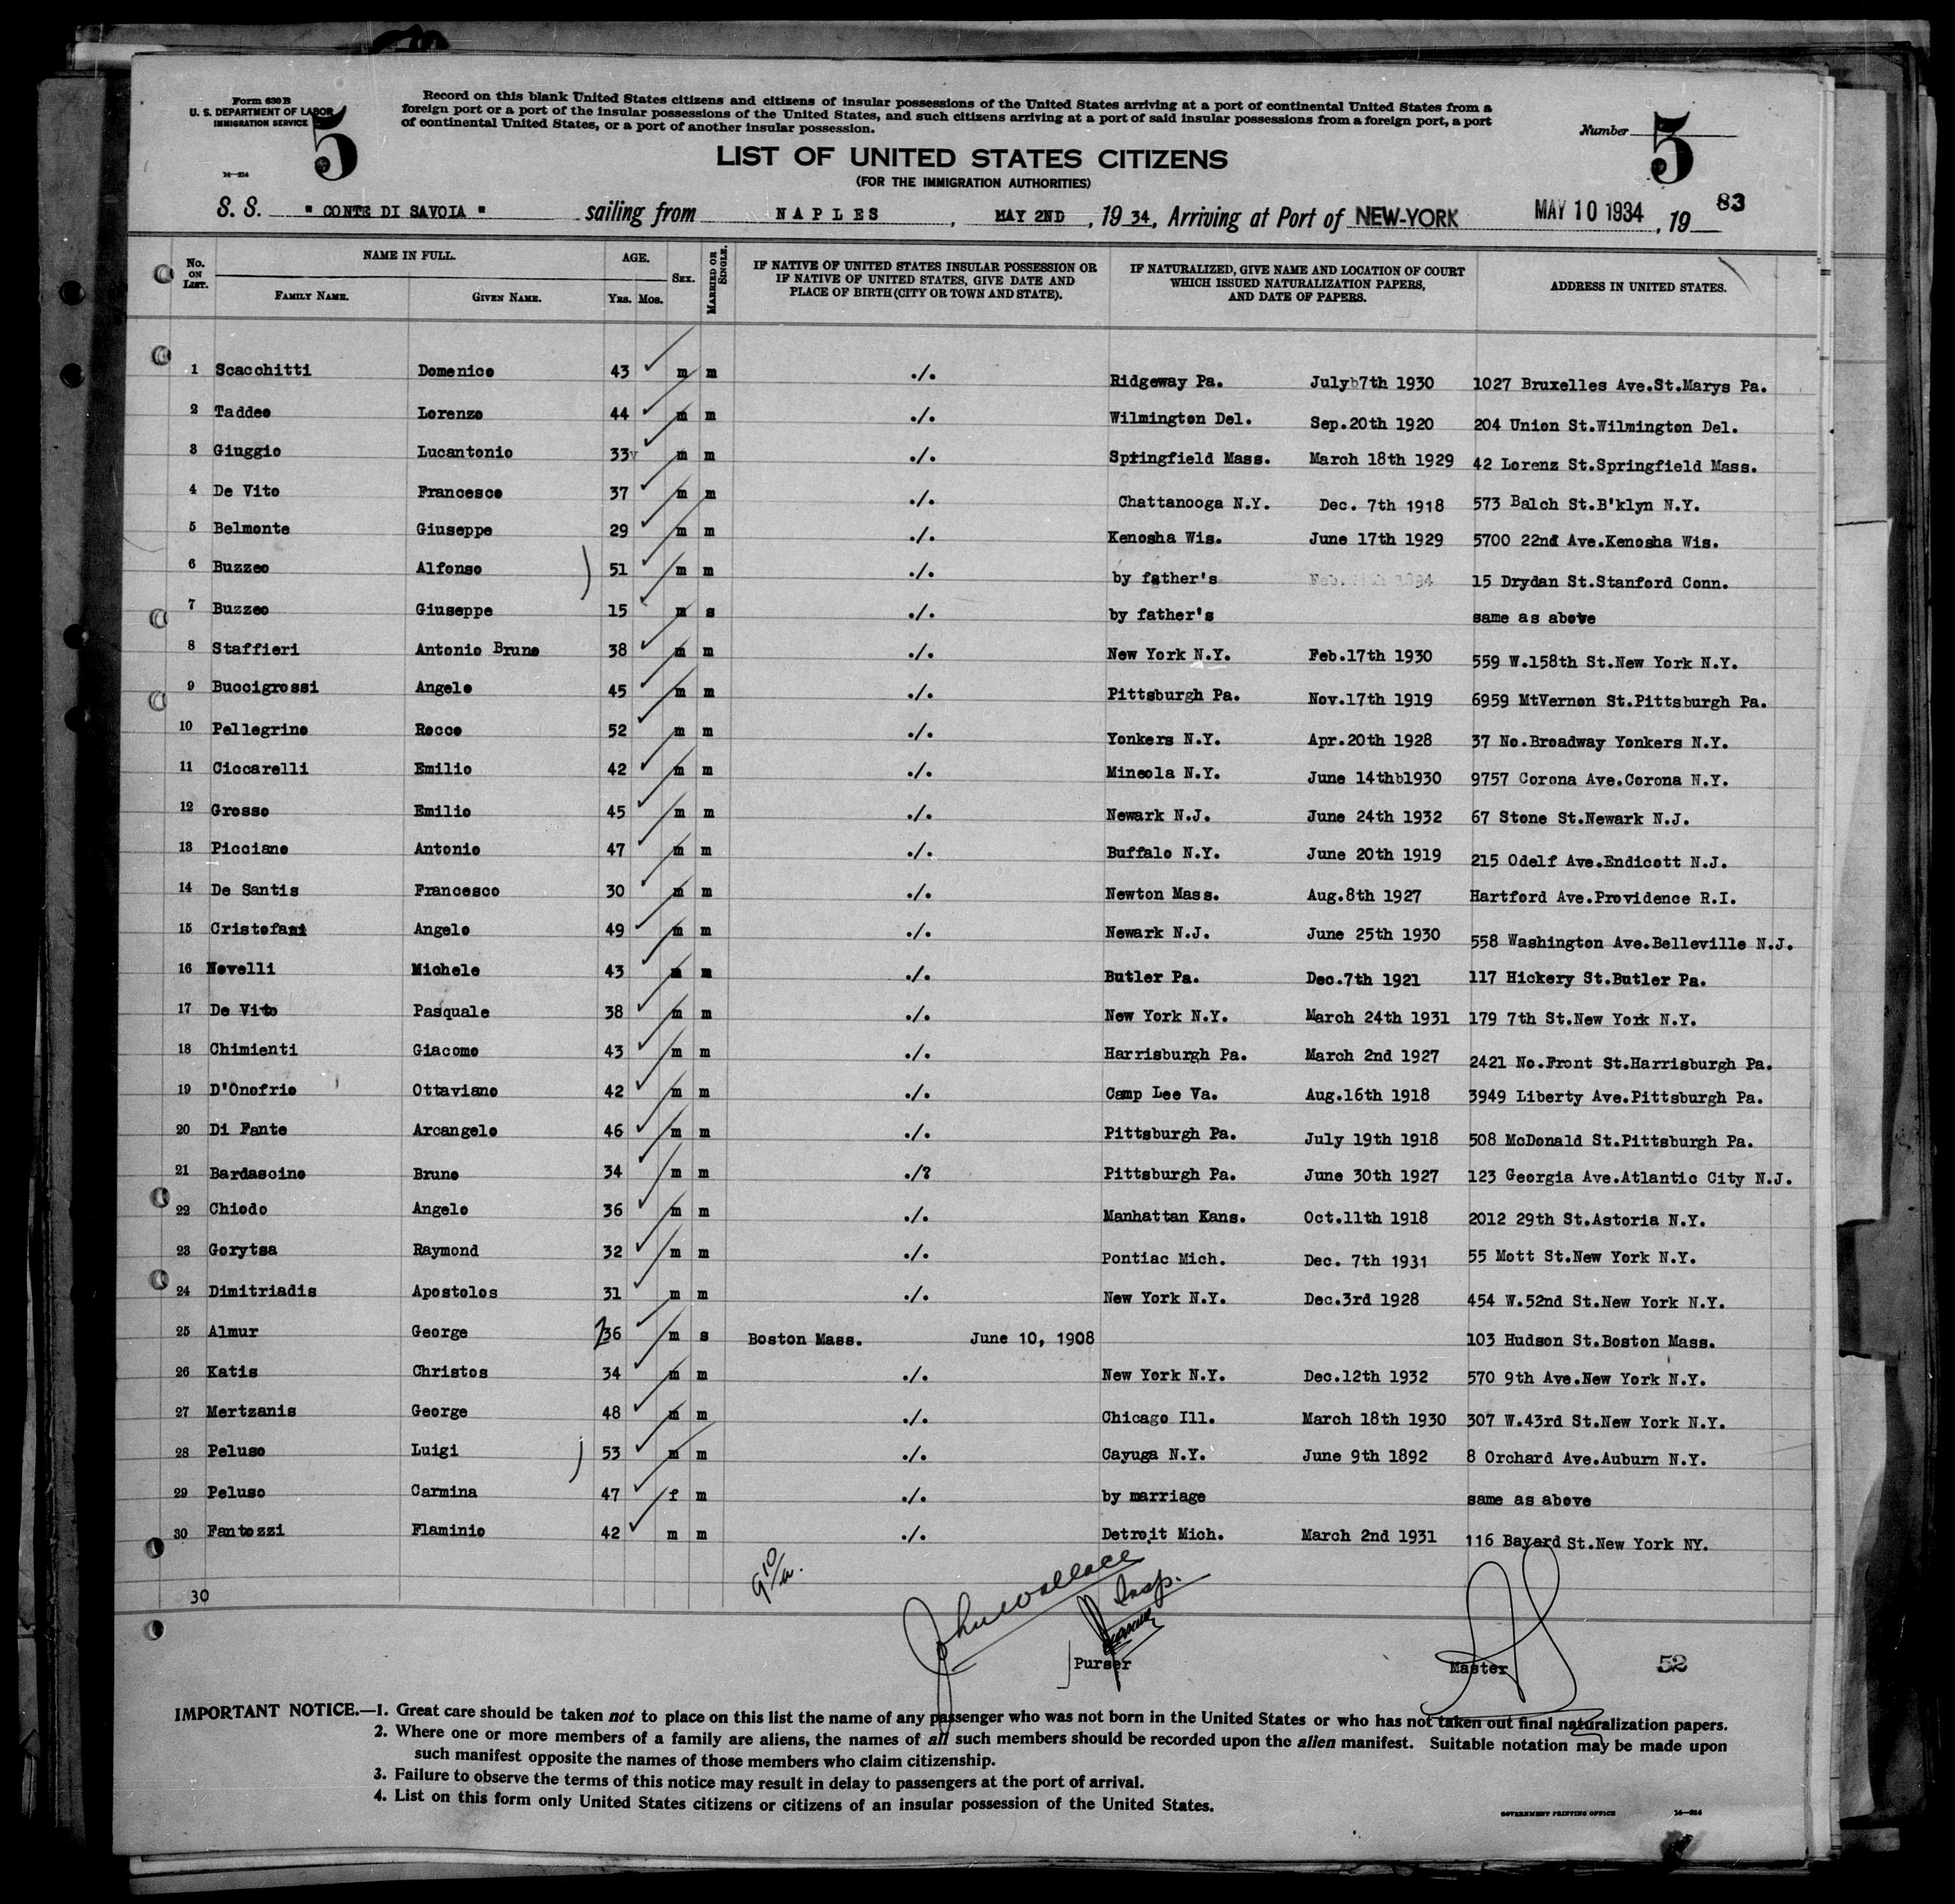 Form 630 B
U. S. DEPARTMENT OF LABOR
IMMIGRATION SERVICE
5
14—214
Record on this blank United States citizens and citizens of insular possessions of the United States arriving at a port of continental United States from a
foreign port or a port of the insular possessions of the United States, and such citizens arriving at a port of said insular possessions from a foreign port, a port
of continental United States, or a port of another insular possession.
Number 5
LIST OF UNITED STATES CITIZENS
(FOR THE IMMIGRATION AUTHORITIES)
S. S. " CONTE DI SAVOIA " sailing from NAPLES, MAY 2ND, 19 34, Arriving at Port of NEW-YORK MAY 10 1934, 19 83
No. ON LIST. NAME IN FULL. FAMILY NAME. GIVEN NAME. AGE. YRS. MOS. SEX. MARRIED OR SINGLE. IF NATIVE OF UNITED STATES INSULAR POSSESSION OR IF NATIVE OF UNITED STATES, GIVE DATE AND PLACE OF BIRTH (CITY OR TOWN AND STATE). IF NATURALIZED, GIVE NAME AND LOCATION OF COURT WHICH ISSUED NATURALIZATION PAPERS, AND DATE OF PAPERS. ADDRESS IN UNITED STATES.
1 Scacchitti Domenico 43 m m ./. Ridgeway Pa. Julyb7th 1930 1027 Bruxelles Ave.St.Marys Pa.
2 Taddeo Lorenzo 44 m m ./. Wilmington Del. Sep.20th 1920 204 Union St.Wilmington Del.
3 Giuggio Lucantonio 33 m m ./. Springfield Mass. March 18th 1929 42 Lorenz St.Springfield Mass.
4 De Vito Francesco 37 m m ./. Chattanooga N.Y. Dec. 7th 1918 573 Balch St.B'klyn N.Y.
5 Belmonte Giuseppe 29 m m ./. Kenosha Wis. June 17th 1929 5700 22nd Ave.Kenosha Wis.
6 Buzzeo Alfonso 51 m m ./. by father's 15 Drydan St.Stanford Conn.
7 Buzzeo Giuseppe 15 m s ./. by father's same as above
8 Staffieri Antonio Bruno 38 m m ./. New York N.Y. Feb.17th 1930 559 W.158th St.New York N.Y.
9 Buccigrossi Angelo 45 m m ./. Pittsburgh Pa. Nov.17th 1919 6959 MtVernon St.Pittsburgh Pa.
10 Pellegrino Rocco 52 m m ./. Yonkers N.Y. Apr.20th 1928 37 No.Broadway Yonkers N.Y.
11 Ciccarelli Emilio 42 m m ./. Mineola N.Y. June 14thb1930 9757 Corona Ave.Corona N.Y.
12 Grosso Emilio 45 m m ./. Newark N.J. June 24th 1932 67 Stone St.Newark N.J.
13 Picciano Antonio 47 m m ./. Buffalo N.Y. June 20th 1919 215 Odelf Ave.Endicott N.J.
14 De Santis Francesco 30 m m ./. Newton Mass. Aug.8th 1927 Hartford Ave.Providence R.I.
15 Cristofani Angelo 49 m m ./. Newark N.J. June 25th 1930 558 Washington Ave.Belleville N.J.
16 Novelli Michele 43 m m ./. Butler Pa. Dec.7th 1921 117 Hickery St.Butler Pa.
17 De Vito Pasquale 38 m m ./. New York N.Y. March 24th 1931 179 7th St.New York N.Y.
18 Chimienti Giacomo 43 m m ./. Harrisburgh Pa. March 2nd 1927 2421 No.Front St.Harrisburgh Pa.
19 D'Onofrio Ottaviano 42 m m ./. Camp Lee Va. Aug.16th 1918 3949 Liberty Ave.Pittsburgh Pa.
20 Di Fante Arcangelo 46 m m ./. Pittsburgh Pa. July 19th 1918 508 McDonald St.Pittsburgh Pa.
21 Bardascino Bruno 34 m m ./? Pittsburgh Pa. June 30th 1927 123 Georgia Ave.Atlantic City N.J.
22 Chiodo Angelo 36 m m ./. Manhattan Kans. Oct.11th 1918 2012 29th St.Astoria N.Y.
23 Gorytsa Raymond 32 m m ./. Pontiac Mich. Dec. 7th 1931 55 Mott St.New York N.Y.
24 Dimitriadis Apostolos 31 m m ./. New York N.Y. Dec.3rd 1928 454 W.52nd St.New York N.Y.
25 Almur George 36 m s Boston Mass. June 10, 1908 103 Hudson St.Boston Mass.
26 Katis Christos 34 m m ./. New York N.Y. Dec.12th 1932 570 9th Ave.New York N.Y.
27 Mertzanis George 48 m m ./. Chicago Ill. March 18th 1930 307 W.43rd St.New York N.Y.
28 Peluso Luigi 53 m m ./. Cayuga N.Y. June 9th 1892 8 Orchard Ave.Auburn N.Y.
29 Peluso Carmina 47 f m ./. by marriage same as above
30 Fantozzi Flaminio 42 m m ./. Detroit Mich. March 2nd 1931 116 Bayard St.New York NY.
30
John Wallace
Insp.
Purser
Master
52
IMPORTANT NOTICE.—1. Great care should be taken not to place on this list the name of any passenger who was not born in the United States or who has not taken out final naturalization papers.
2. Where one or more members of a family are aliens, the names of all such members should be recorded upon the alien manifest. Suitable notation may be made upon
such manifest opposite the names of those members who claim citizenship.
3. Failure to observe the terms of this notice may result in delay to passengers at the port of arrival.
4. List on this form only United States citizens or citizens of an insular possession of the United States.
GOVERNMENT PRINTING OFFICE 14—214